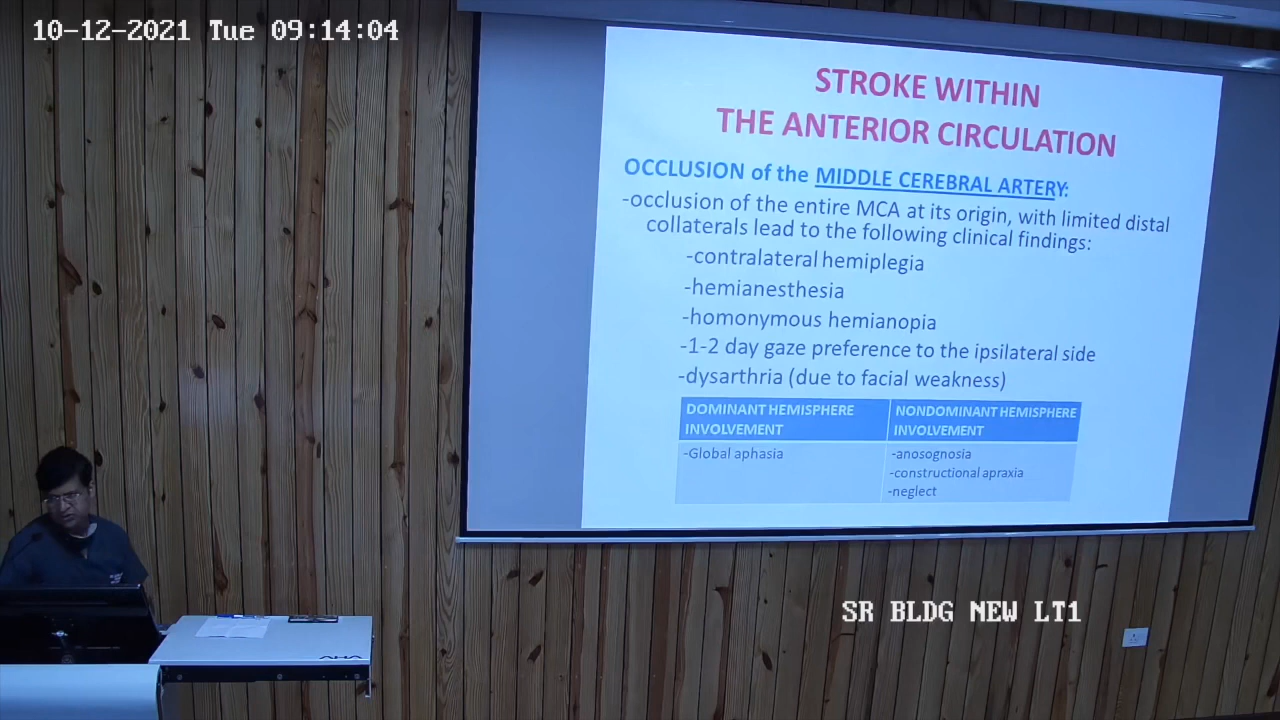 10-12-2021 Tue 09:14:04
STROKE WITHIN
THE ANTERIOR CIRCULATION
OCCLUSION of the MIDDLE CEREBRAL ARTERY:
-occlusion of the entire MCA at its origin, with limited distal
collaterals lead to the following clinical findings:
-contralateral hemiplegia
-hemianesthesia
-homonymous hemianopia
-1-2 day gaze preference to the ipsilateral side
-dysarthria (due to facial weakness)
DOMINANT HEMISPHERE
INVOLVEMENT
NONDOMINANT HEMISPHERE
INVOLVEMENT
-Global aphasia
-anosognosia
-constructional apraxia
-neglect
AHA
SR BLDG NEW LT1